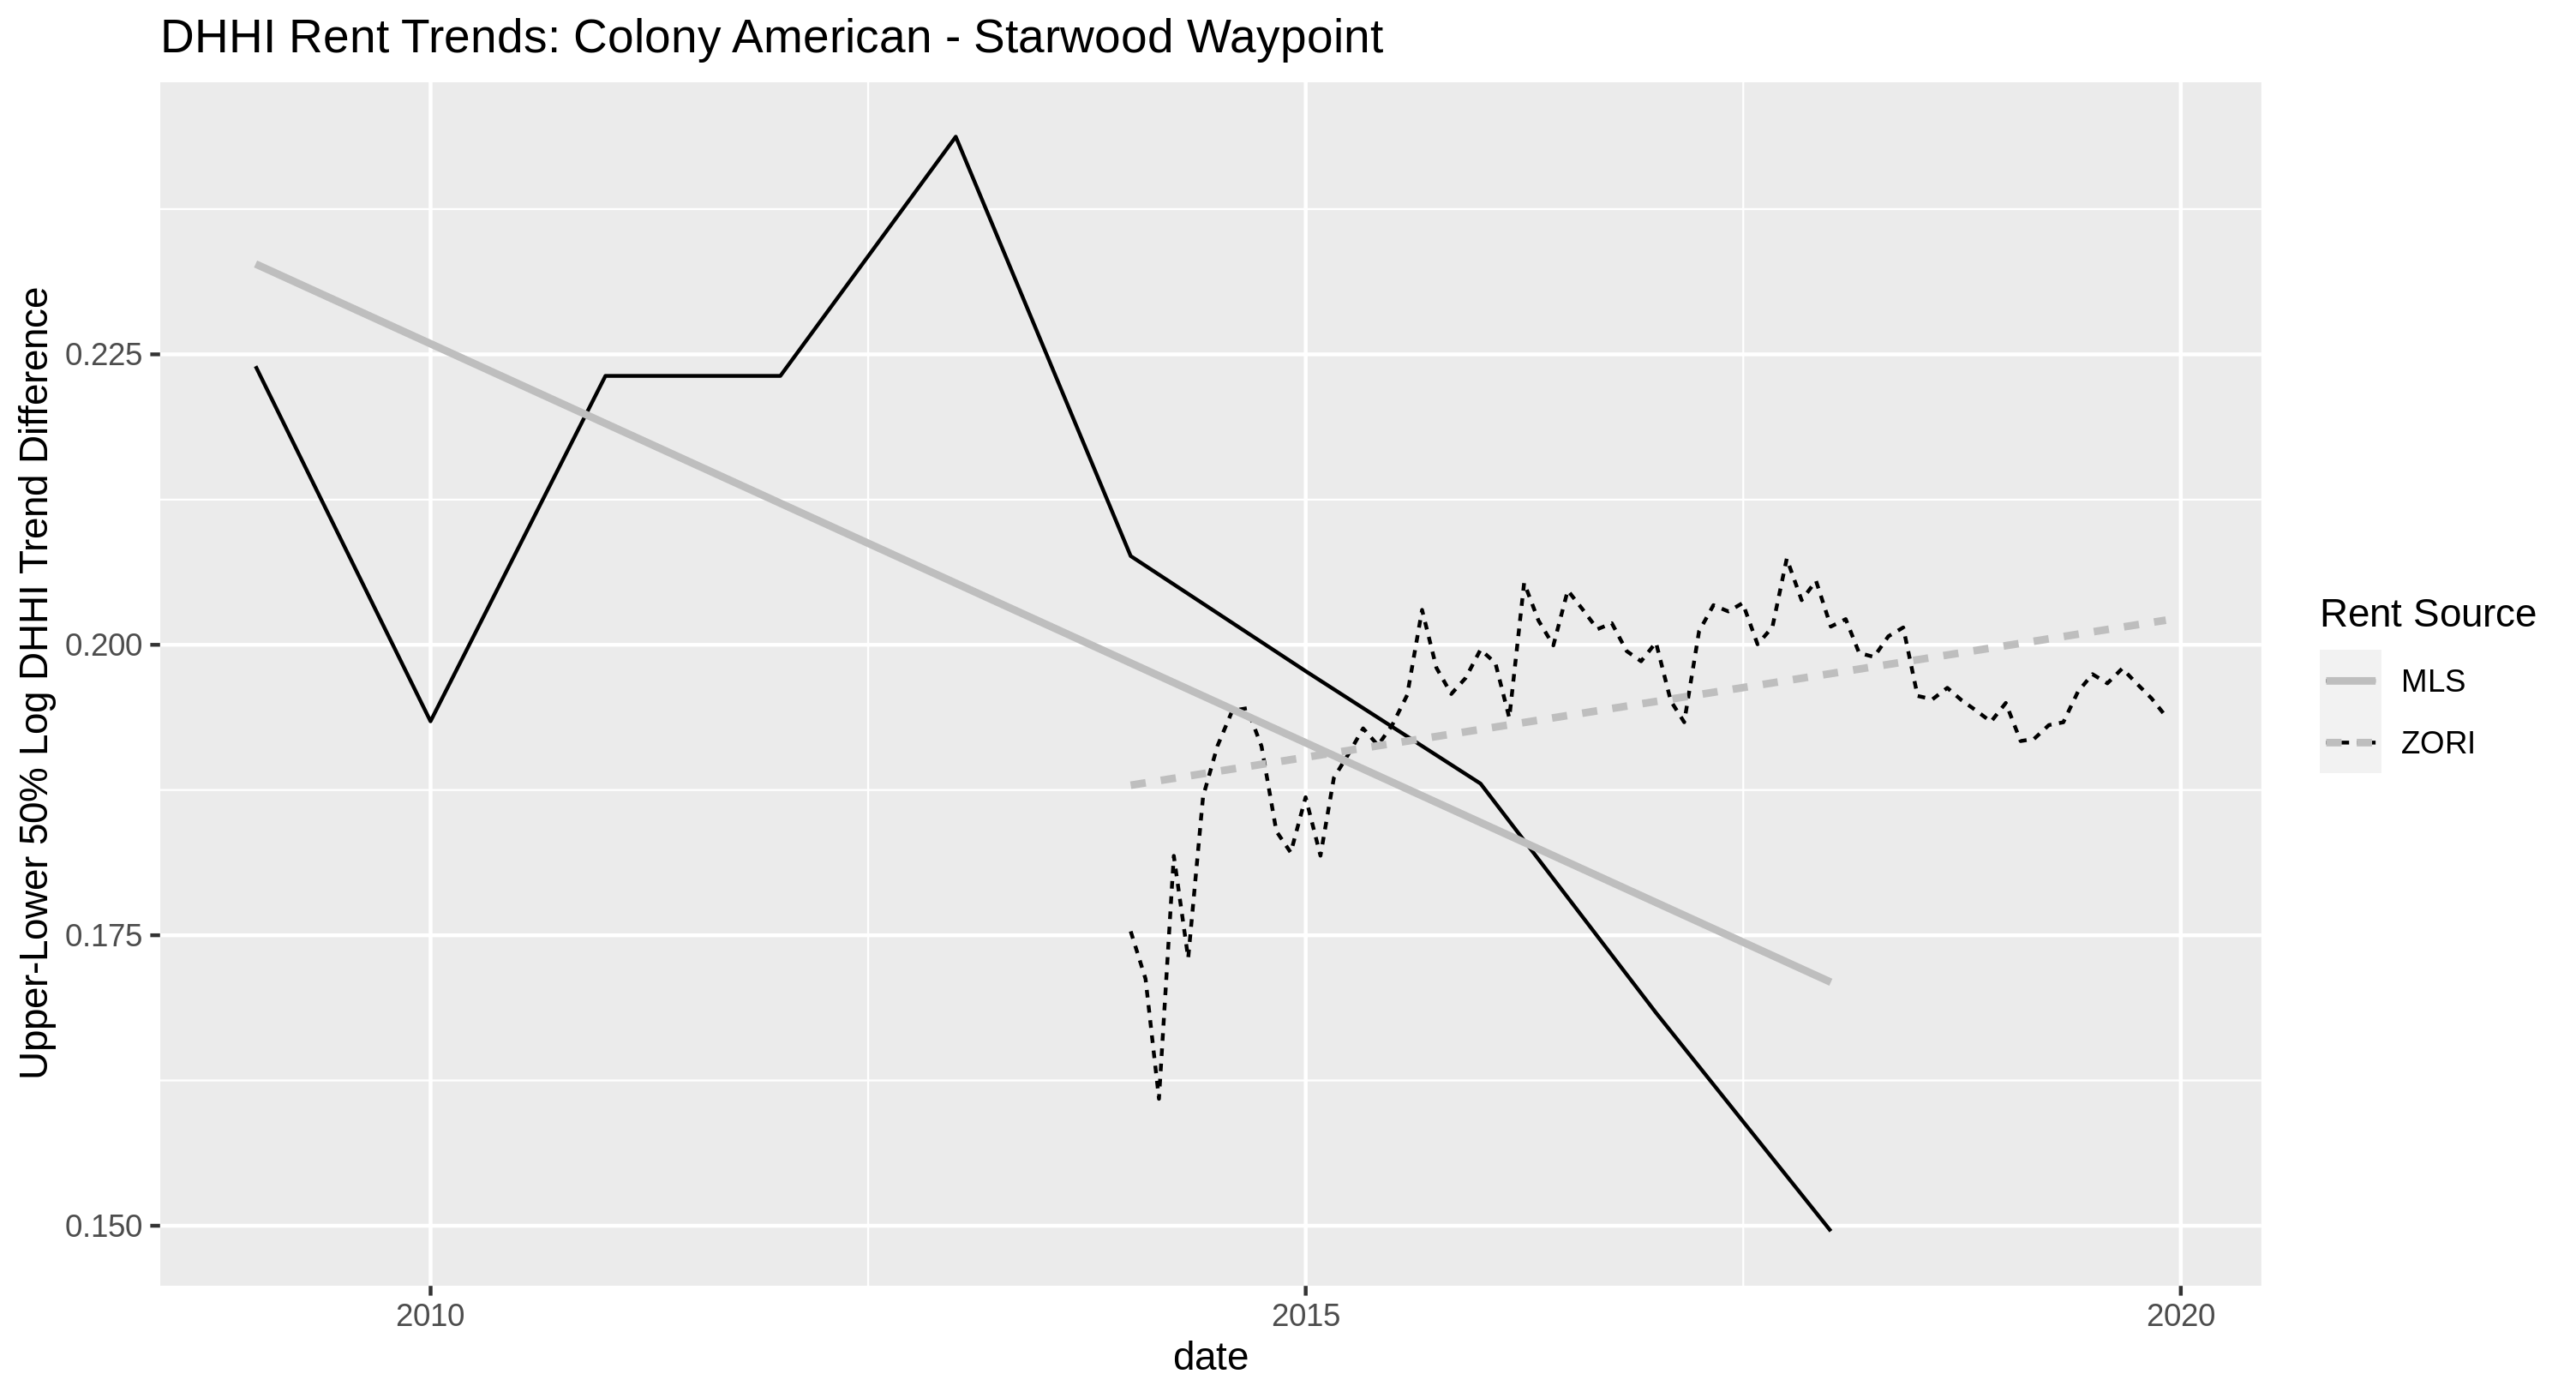 DHHI Rent Trends: Colony American - Starwood Waypoint
Upper-Lower 50% Log DHHI Trend Difference
0.225
0.200
0.175
0.150
2010
2015
2020
date
Rent Source
MLS
ZORI